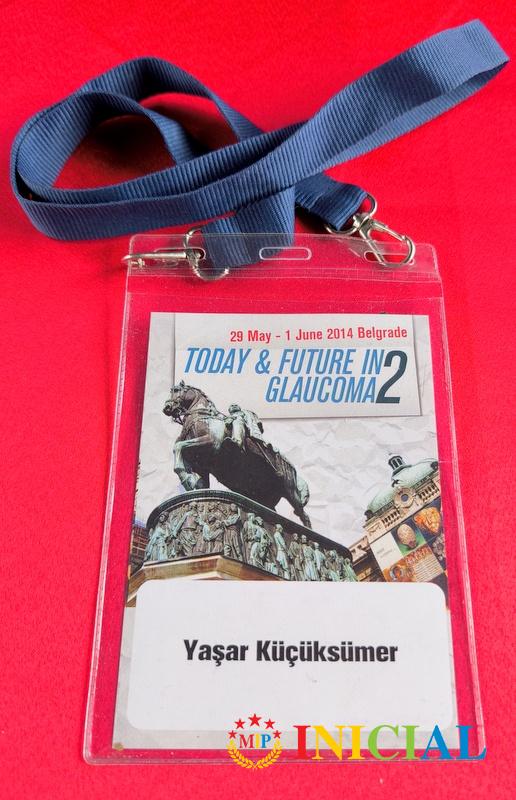 29 May - 1 June 2014 Belgrade
TODAY & FUTURE IN
GLAUCOMA 2
Yaşar Küçüksümer
MP INICIAL